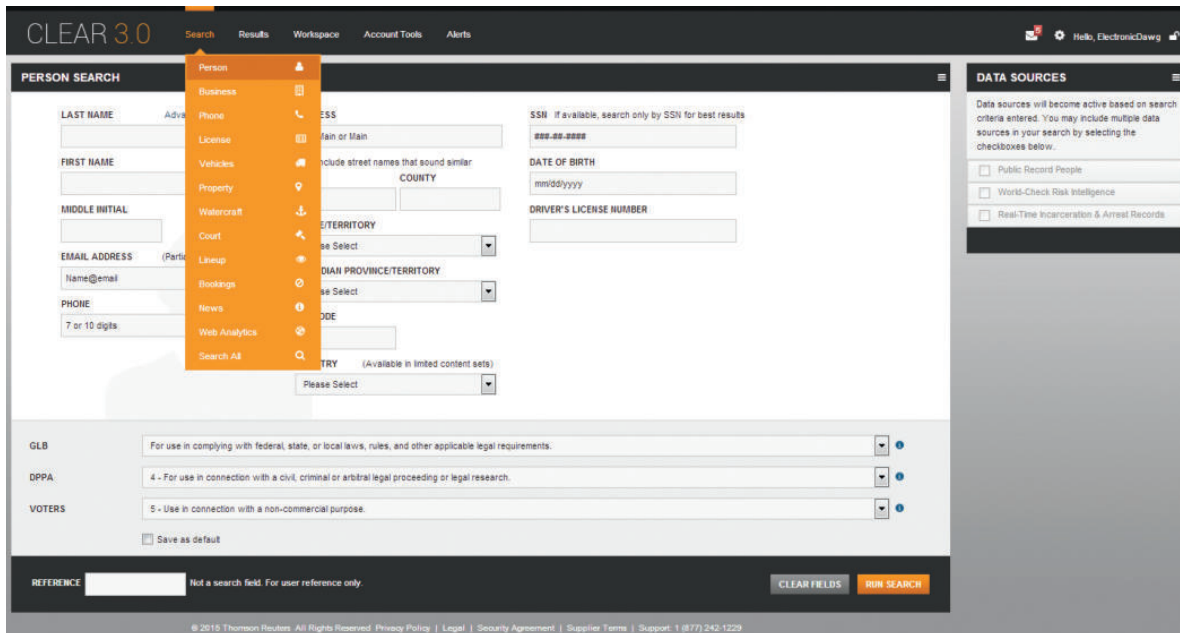 CLEAR 3.0
Search Results Workspace Account Tools Alerts
5 Hello, ElectronicDawg
PERSON SEARCH
LAST NAME Adva
FIRST NAME
MIDDLE INITIAL
EMAIL ADDRESS (Partic
Name@email
PHONE
7 or 10 digits
Person
Business
Phone
License
Vehicles
Property
Watercraft
Court
Lineup
Bookings
News
Web Analytics
Search All
ESS
Main or Main
nclude street names that sound similar
COUNTY
E/TERRITORY
se Select
DIAN PROVINCE/TERRITORY
se Select
ODE
TRY (Available in limited content sets)
Please Select
SSN If available, search only by SSN for best results
###-##-####
DATE OF BIRTH
mm/dd/yyyy
DRIVER'S LICENSE NUMBER
DATA SOURCES
Data sources will become active based on search
criteria entered. You may include multiple data
sources in your search by selecting the
checkboxes below.
Public Record People
World-Check Risk Intelligence
Real-Time Incarceration & Arrest Records
GLB For use in complying with federal, state, or local laws, rules, and other applicable legal requirements.
DPPA 4 - For use in connection with a civil, criminal or arbitral legal proceeding or legal research.
VOTERS 5 - Use in connection with a non-commercial purpose.
Save as default
REFERENCE Not a search field. For user reference only.
CLEAR FIELDS RUN SEARCH
© 2015 Thomson Reuters All Rights Reserved Privacy Policy | Legal | Security Agreement | Supplier Terms | Support: 1 (877) 242-1229